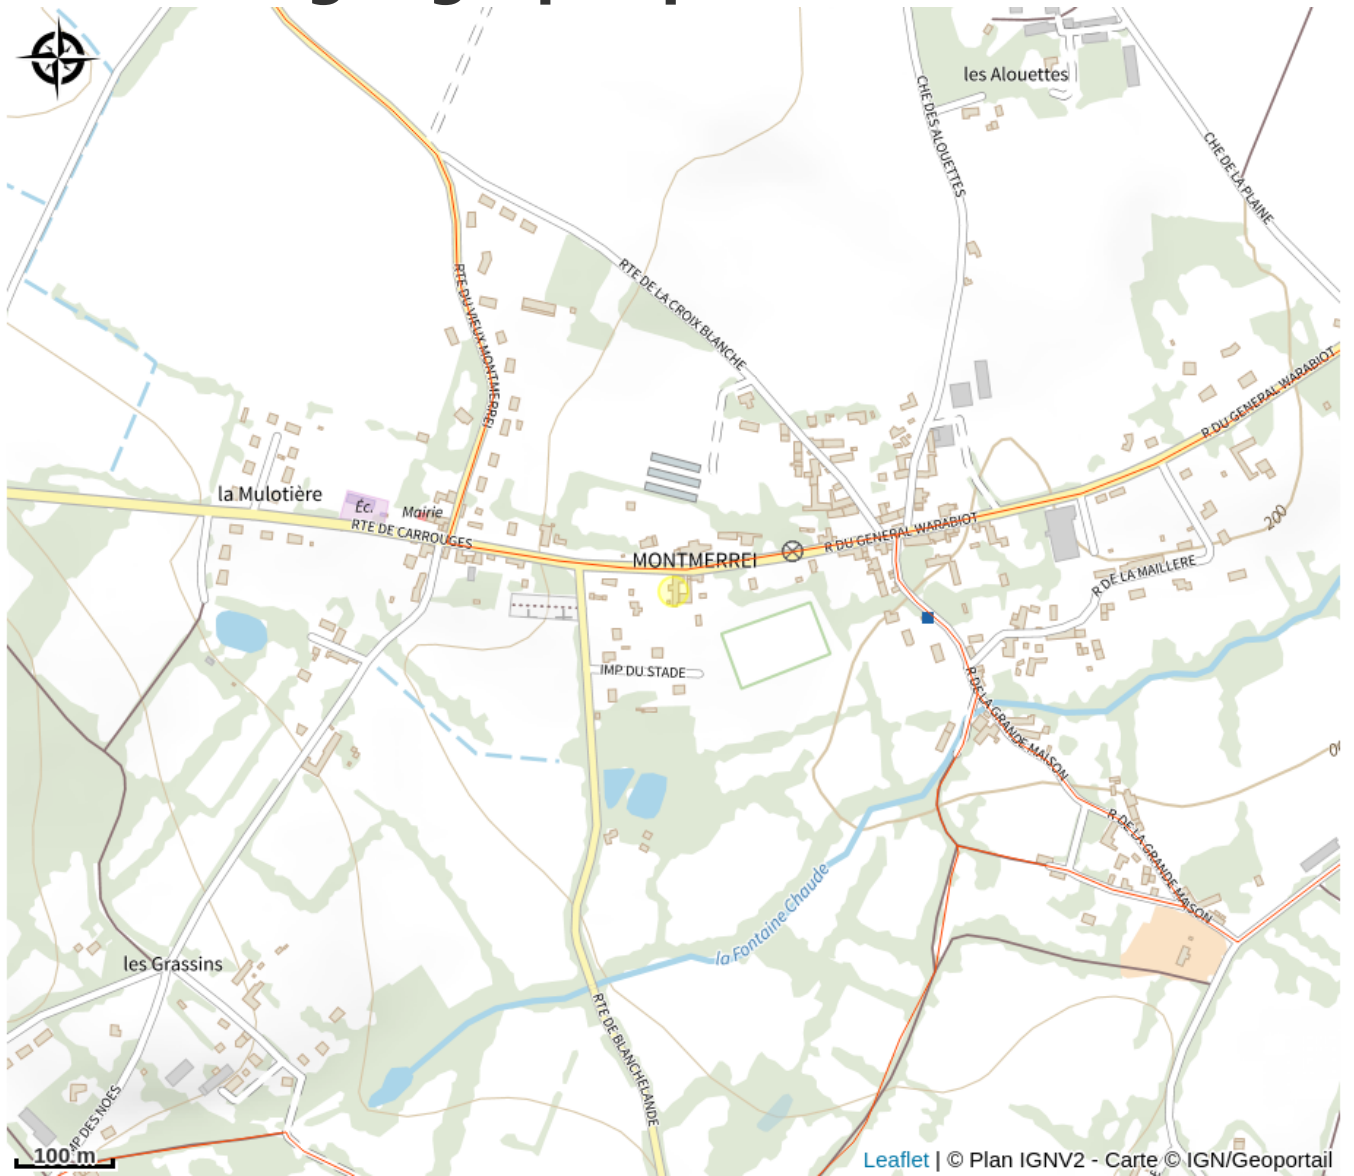 les Alouettes
CHE DES ALOUETTES
CHE DE LA PLAINE
RTE DE LA CROIX BLANCHE
RTE DU VIEUX MONTMERREI
R DU GENERAL WARABIOT
la Mulotière
Éc.
Mairie
RTE DE CARROUGES
R DU GENERAL WARABIOT
200
MONTMERREI
R DE LA MAILLERE
IMP DU STADE
R DE LA GRANDE MAISON
R DE LA GRANDE MAISON
la Fontaine Chaude
les Grassins
RTE DE BLANCHELANDE
MP DES NOES
100 m
Leaflet | © Plan IGNV2 - Carte © IGN/Geoportail